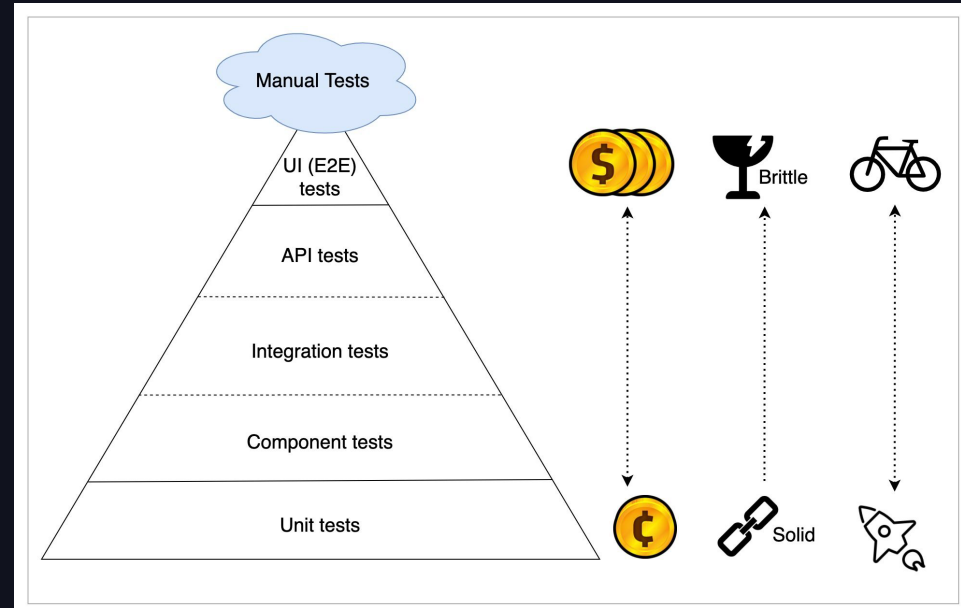 Manual Tests
UI (E2E)
tests
API tests
Integration tests
Component tests
Unit tests
$
Brittle
¢
Solid